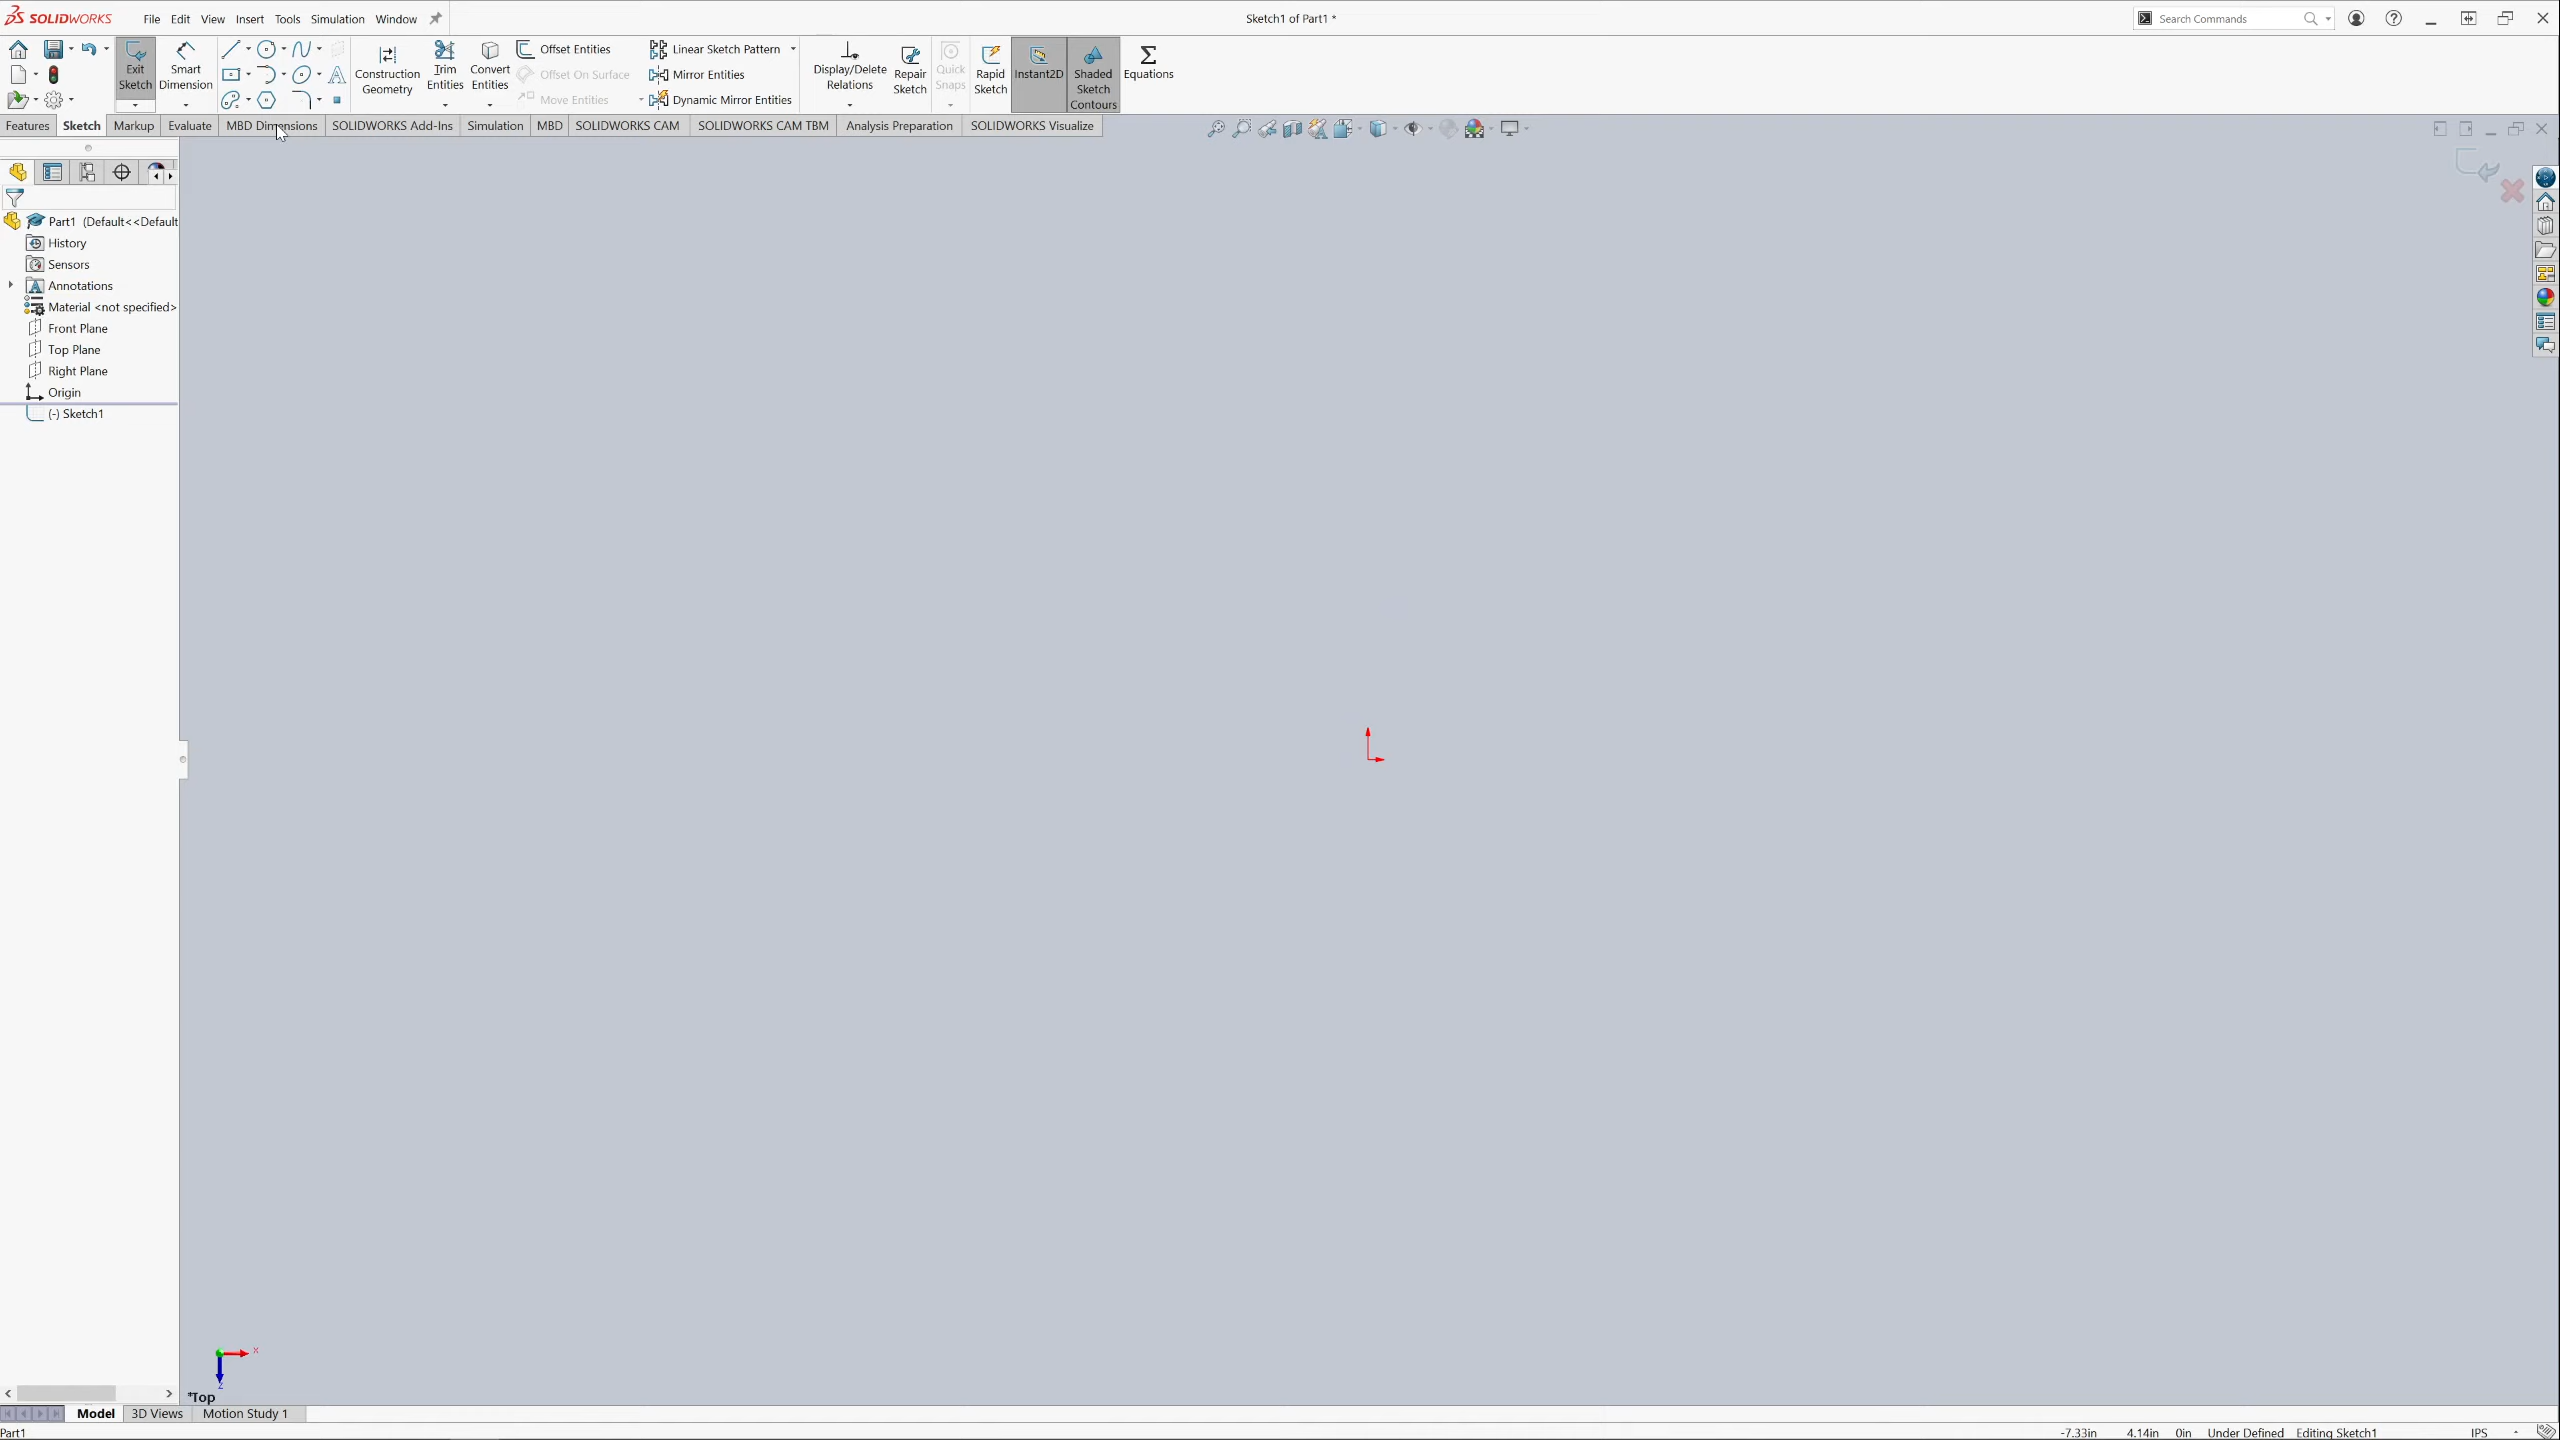 SOLIDWORKS File Edit View Insert Tools Simulation Window Sketch1 of Part1 * Search Commands
Exit Sketch
Smart Dimension
Construction Geometry
Trim Entities
Convert Entities
Offset Entities
Offset On Surface
Move Entities
Linear Sketch Pattern
Mirror Entities
Dynamic Mirror Entities
Display/Delete Relations
Repair Sketch
Quick Snaps
Rapid Sketch
Instant2D
Shaded Sketch Contours
Equations
Features Sketch Markup Evaluate MBD Dimensions SOLIDWORKS Add-Ins Simulation MBD SOLIDWORKS CAM SOLIDWORKS CAM TBM Analysis Preparation SOLIDWORKS Visualize
Part1 (Default<<Default
History
Sensors
Annotations
Material <not specified>
Front Plane
Top Plane
Right Plane
Origin
(-) Sketch1
x
z
*Top
Model 3D Views Motion Study 1
Part1 -7.33in 4.14in 0in Under Defined Editing Sketch1 IPS